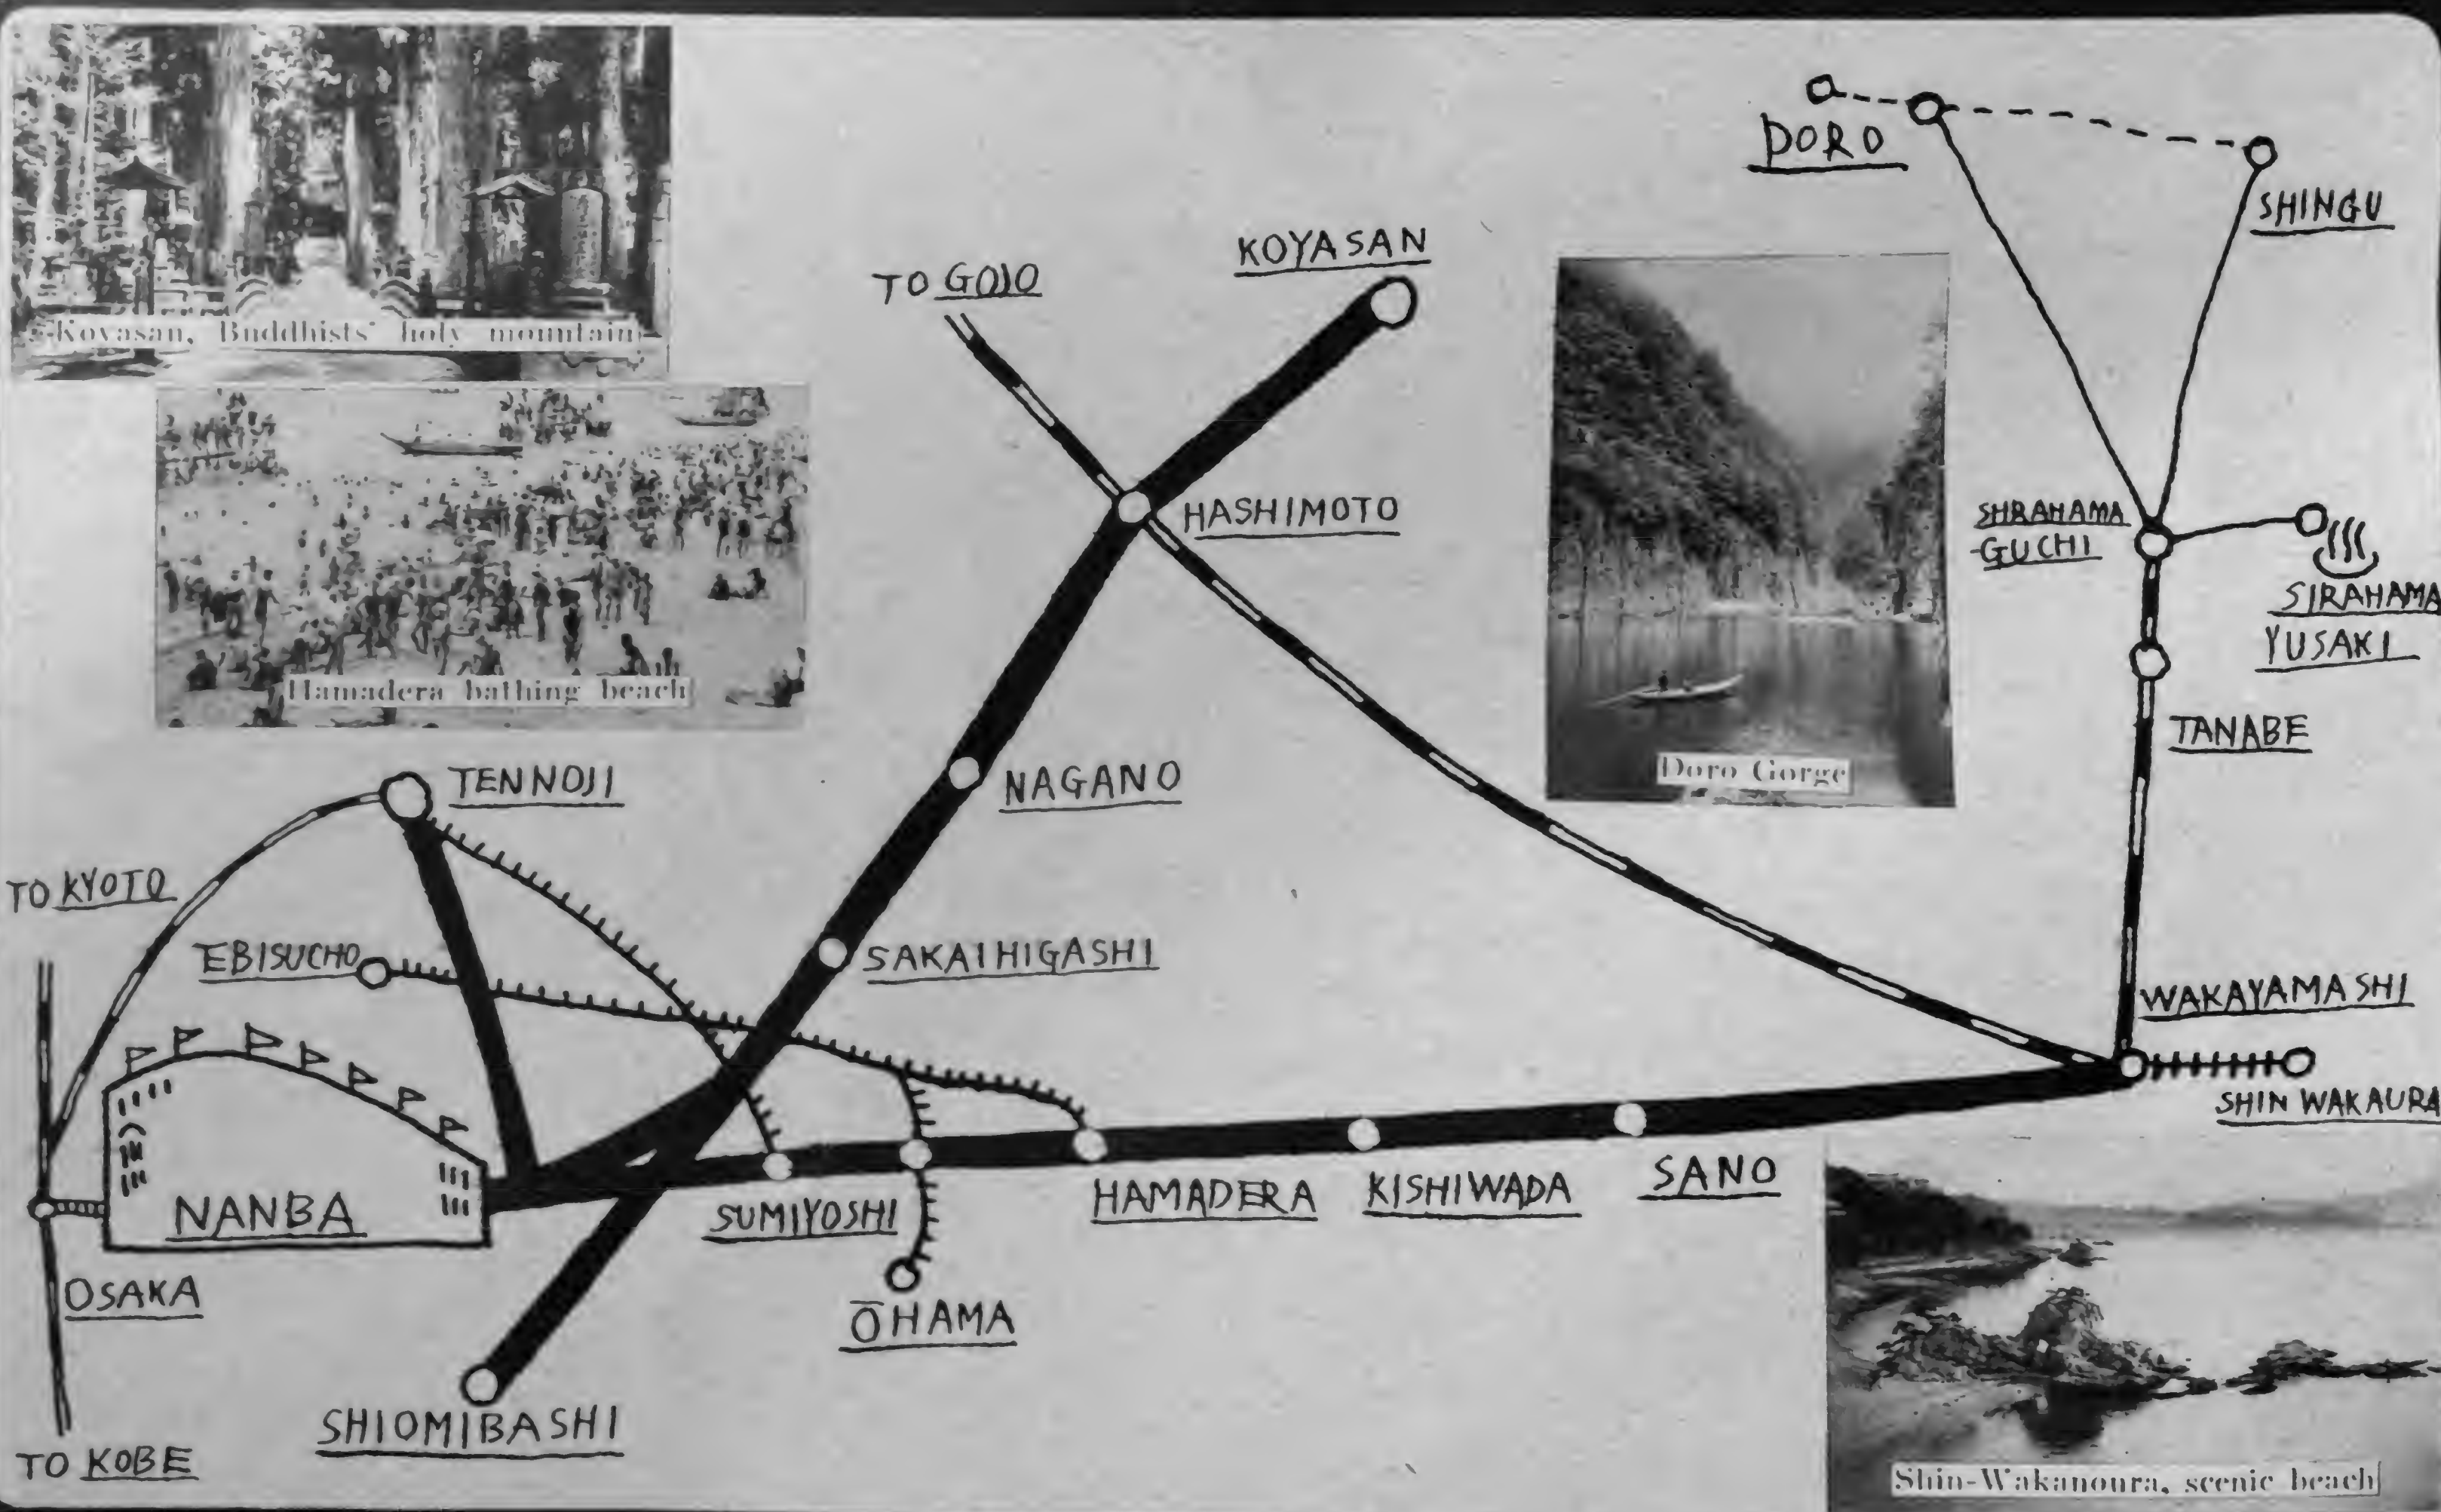 Koyasan, Buddhists' holy mountain
Hamadera bathing beach
DORO
SHINGU
TO GOJO
KOYASAN
HASHIMOTO
SHRAHAMA
-GUCHI
SIRAHAMA
YUSAKI
TANABE
Doro Gorge
NAGANO
TENNOJI
TO KYOTO
EBISUCHO
SAKAIHIGASHI
WAKAYAMASHI
SHIN WAKAURA
NANBA
SUMIYOSHI
HAMADERA
KISHIWADA
SANO
OSAKA
ŌHAMA
SHIOMIBASHI
TO KOBE
Shin-Wakanoura, scenic beach